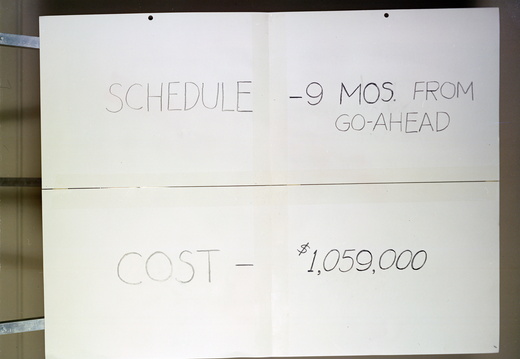 SCHEDULE -9 MOS. FROM
GO-AHEAD
COST - $1,059,000